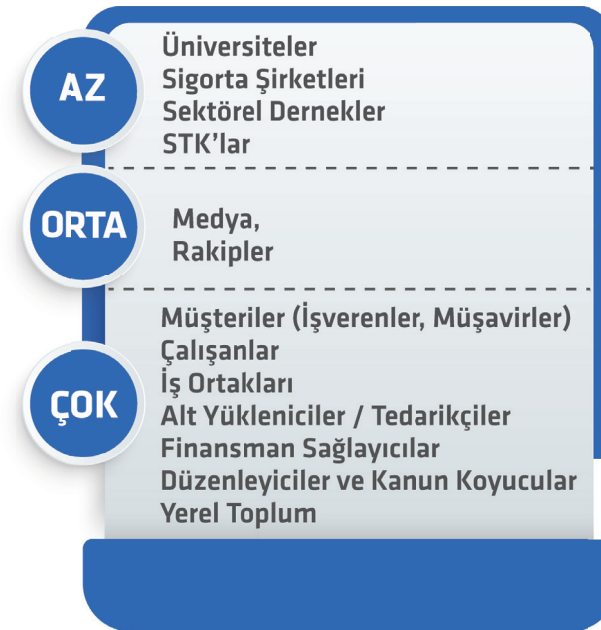 AZ
Üniversiteler
Sigorta Şirketleri
Sektörel Dernekler
STK’lar
ORTA
Medya,
Rakipler
ÇOK
Müşteriler (İşverenler, Müşavirler)
Çalışanlar
İş Ortakları
Alt Yükleniciler / Tedarikçiler
Finansman Sağlayıcılar
Düzenleyiciler ve Kanun Koyucular
Yerel Toplum